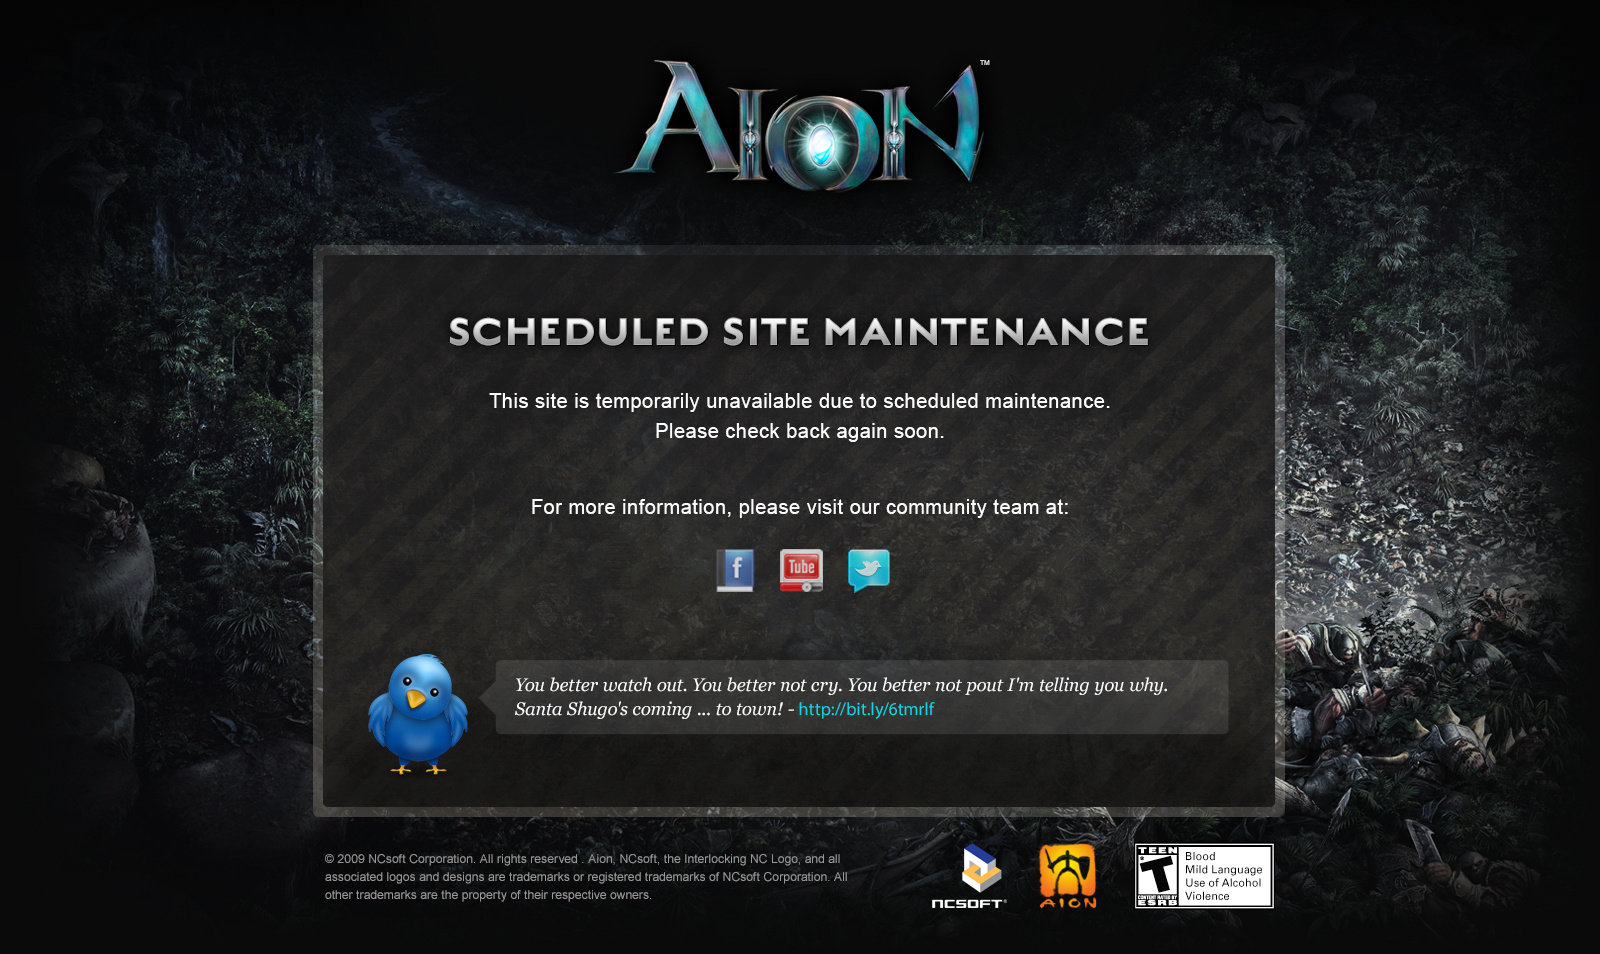 AION™
SCHEDULED SITE MAINTENANCE
This site is temporarily unavailable due to scheduled maintenance.
Please check back again soon.
For more information, please visit our community team at:
f
Tube
You better watch out. You better not cry. You better not pout I'm telling you why.
Santa Shugo's coming ... to town! - http://bit.ly/6tmrlf
© 2009 NCsoft Corporation. All rights reserved . Aion, NCsoft, the Interlocking NC Logo, and all
associated logos and designs are trademarks or registered trademarks of NCsoft Corporation. All
other trademarks are the property of their respective owners.
NCSOFT®
AION
TEEN
T
CONTENT RATED BY
ESRB
Blood
Mild Language
Use of Alcohol
Violence